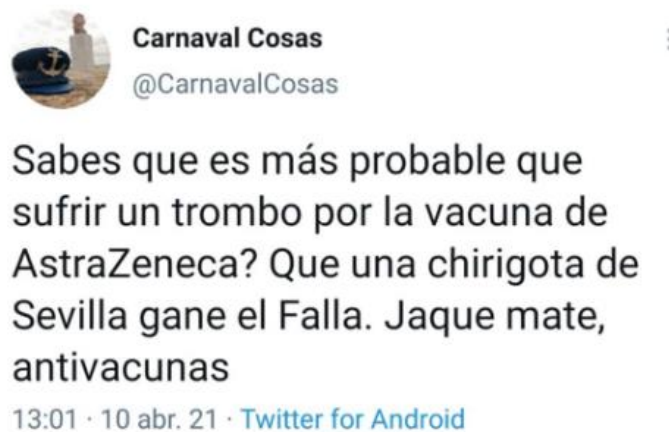 Carnaval Cosas
@CarnavalCosas
Sabes que es más probable que
sufrir un trombo por la vacuna de
AstraZeneca? Que una chirigota de
Sevilla gane el Falla. Jaque mate,
antivacunas
13:01 · 10 abr. 21 · Twitter for Android